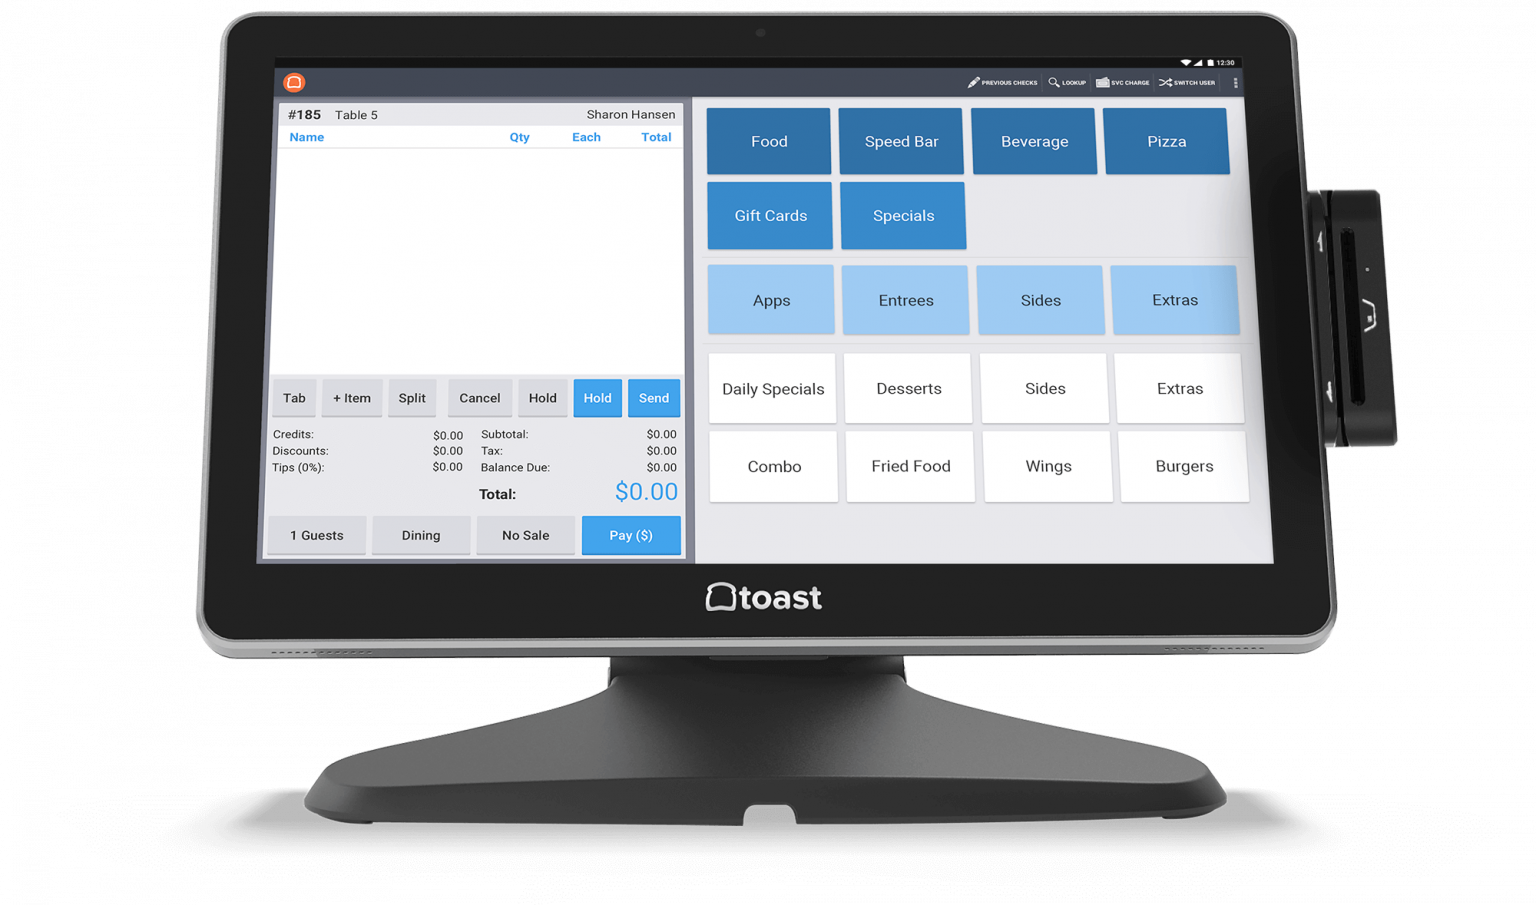 12:30
PREVIOUS CHECKS LOOKUP SVC CHARGE SWITCH USER
#185 Table 5 Sharon Hansen
Name Qty Each Total
Tab + Item Split Cancel Hold Hold Send
Credits: $0.00 Subtotal: $0.00
Discounts: $0.00 Tax: $0.00
Tips (0%): $0.00 Balance Due: $0.00
Total: $0.00
1 Guests Dining No Sale Pay ($)
Food Speed Bar Beverage Pizza
Gift Cards Specials
Apps Entrees Sides Extras
Daily Specials Desserts Sides Extras
Combo Fried Food Wings Burgers
toast